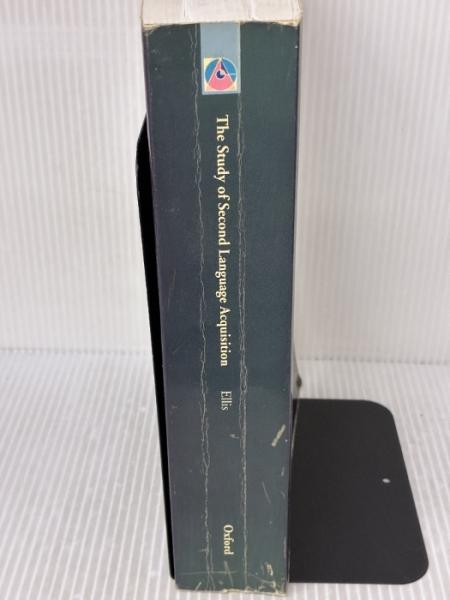 The Study of Second Language Acquisition
Ellis
Oxford